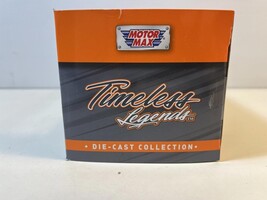 MOTOR
MAX
Timeless
Legends
• DIE-CAST COLLECTION •